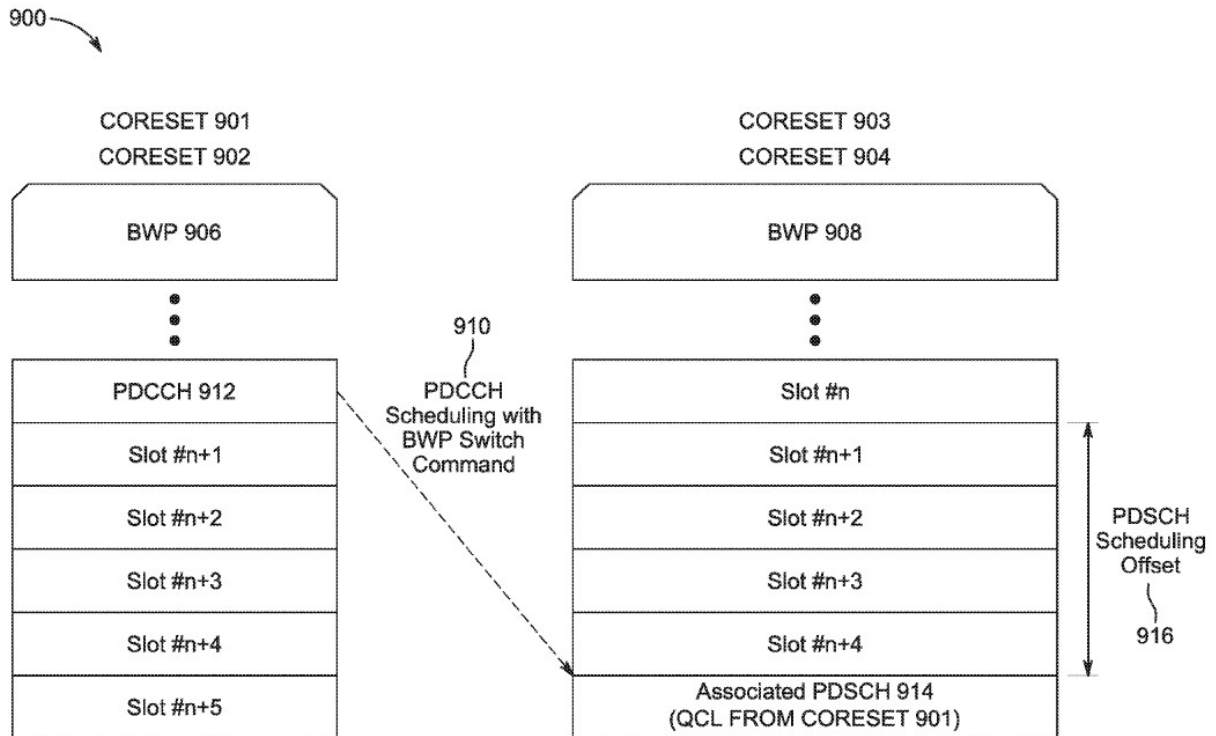 900
CORESET 901
CORESET 902
BWP 906
CORESET 903
CORESET 904
BWP 908
910
PDCCH
Scheduling with
BWP Switch
Command
PDCCH 912
Slot #n+1
Slot #n+2
Slot #n+3
Slot #n+4
Slot #n+5
Slot #n
Slot #n+1
Slot #n+2
Slot #n+3
Slot #n+4
Associated PDSCH 914
(QCL FROM CORESET 901)
PDSCH
Scheduling
Offset
916